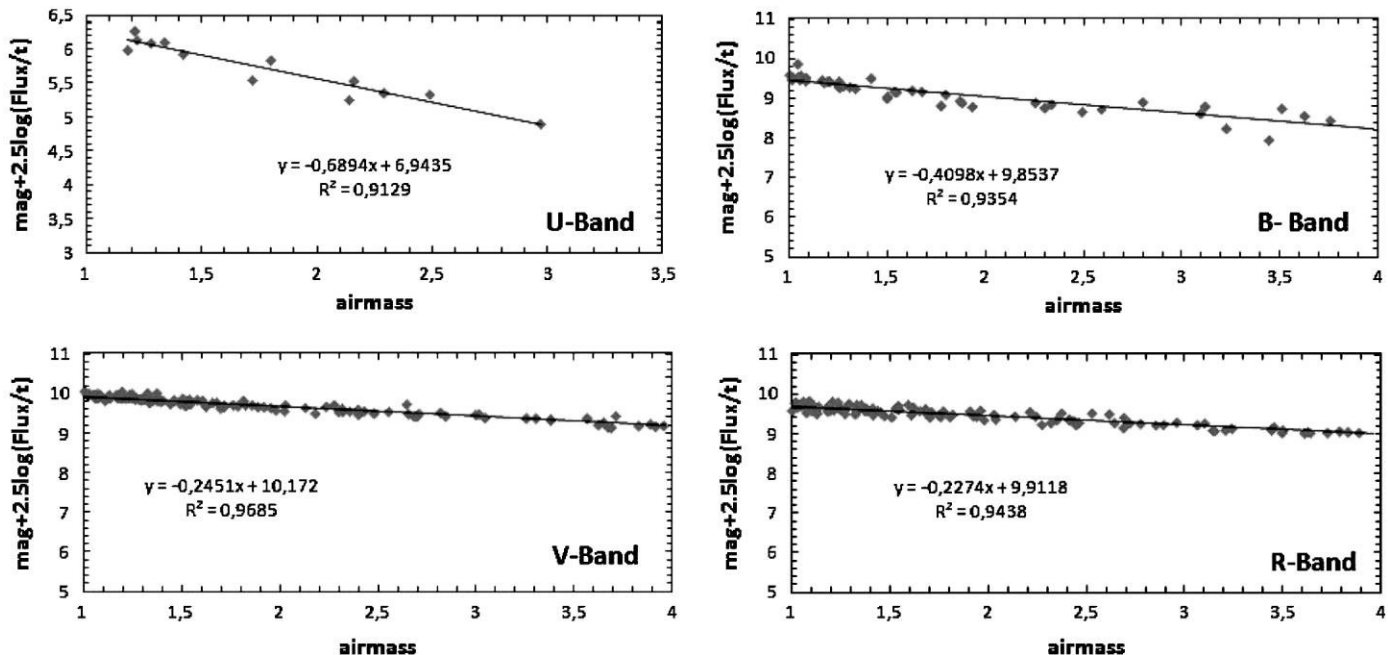 mag+2.5log(Flux/t)
6,5
6
5,5
5
4,5
4
3,5
3
y = -0,6894x + 6,9435
R² = 0,9129
U-Band
1 1,5 2 2,5 3 3,5
airmass
mag+2.5log(Flux/t)
11
10
9
8
7
6
5
y = -0,4098x + 9,8537
R² = 0,9354
B- Band
1 1,5 2 2,5 3 3,5 4
airmass
mag+2.5log(Flux/t)
11
10
9
8
7
6
5
y = -0,2451x + 10,172
R² = 0,9685
V-Band
1 1,5 2 2,5 3 3,5 4
airmass
mag+2.5log(Flux/t)
11
10
9
8
7
6
5
y = -0,2274x + 9,9118
R² = 0,9438
R-Band
1 1,5 2 2,5 3 3,5 4
airmass